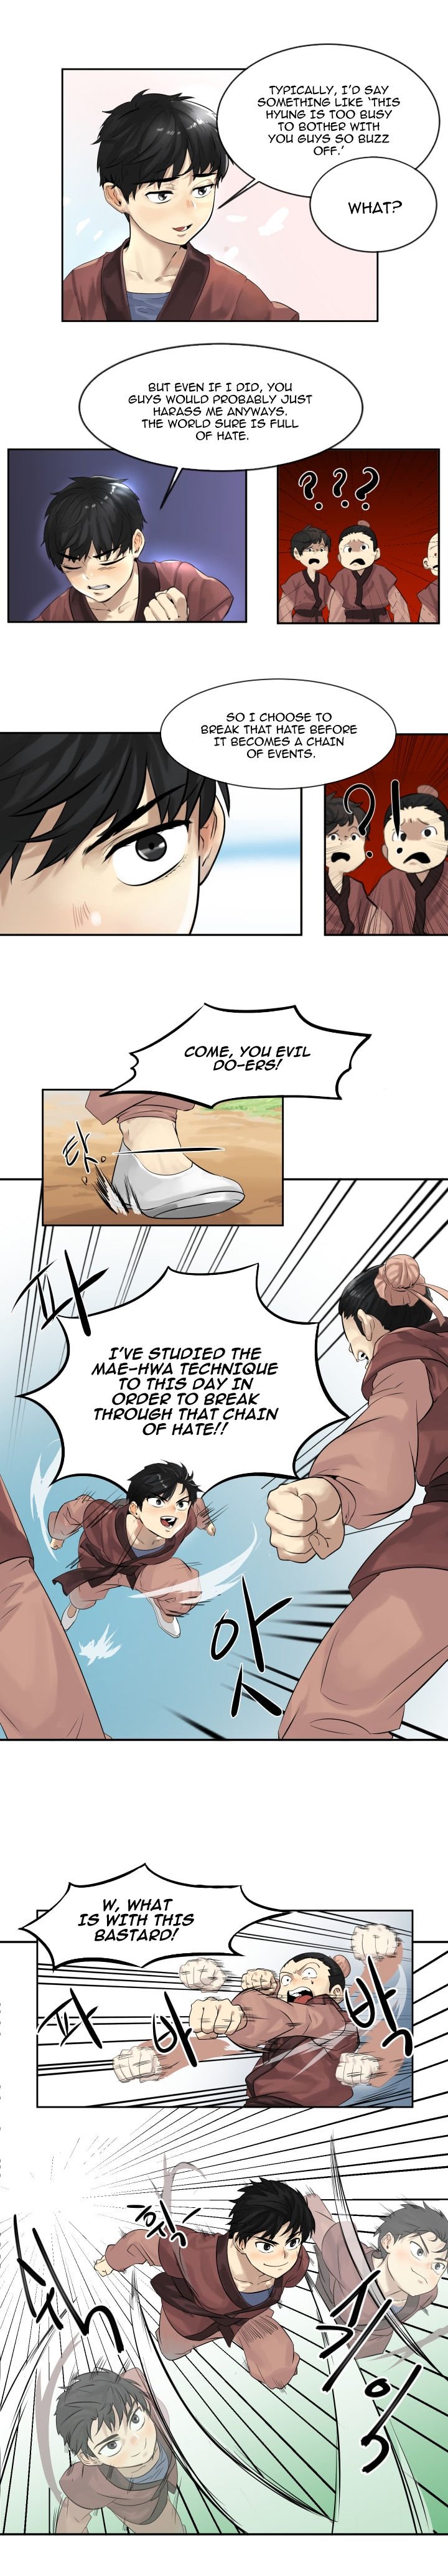 TYPICALLY, I'D SAY
SOMETHING LIKE 'THIS
HYUNG IS TOO BUSY
TO BOTHER WITH
YOU GUYS SO BUZZ
OFF.'
WHAT?
BUT EVEN IF I DID, YOU
GUYS WOULD PROBABLY JUST
HARASS ME ANYWAYS.
THE WORLD SURE IS FULL
OF HATE.
? ? ?
SO I CHOOSE TO
BREAK THAT HATE BEFORE
IT BECOMES A CHAIN
OF EVENTS.
?!
COME, YOU EVIL
DO-ERS!
탁
I'VE STUDIED THE
MAE-HWA TECHNIQUE
TO THIS DAY IN
ORDER TO BREAK
THROUGH THAT CHAIN
OF HATE!!
W, WHAT
IS WITH THIS
BASTARD!
파
바
박